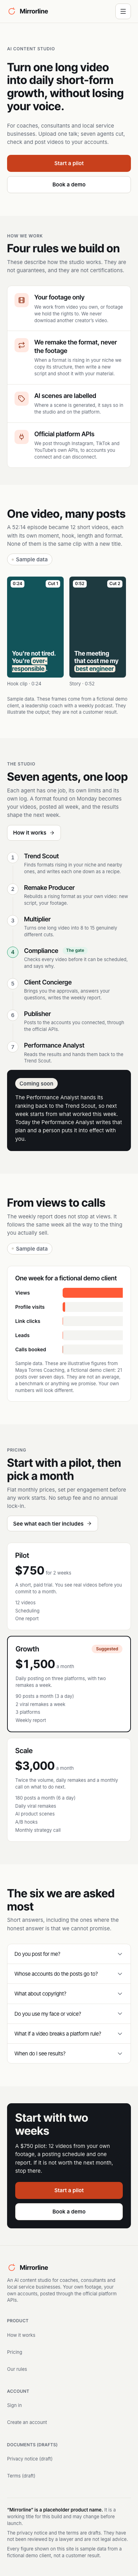 Mirrorline
AI CONTENT STUDIO
Turn one long video
into daily short-form
growth, without losing
your voice.
For coaches, consultants and local service
businesses. Upload one talk; seven agents cut,
check and post videos to your accounts.
Start a pilot
Book a demo
HOW WE WORK
Four rules we build on
These describe how the studio works. They are
not guarantees, and they are not certifications.
Your footage only
We work from video you own, or footage
we hold the rights to. We never
download another creator's video.
We remake the format, never
the footage
When a format is rising in your niche we
copy its structure, then write a new
script and shoot it with your material.
AI scenes are labelled
Where a scene is generated, it says so in
the studio and on the platform.
Official platform APIs
We post through Instagram, TikTok and
YouTube's own APIs, to accounts you
connect and can disconnect.
One video, many posts
A 52:14 episode became 12 short videos, each
with its own moment, hook, length and format.
None of them is the same clip with a new title.
Sample data
0:24
Cut 1
You're not tired.
You're over-
responsible.
Hook clip · 0:24
0:52
Cut 2
The meeting
that cost me my
best engineer
Story · 0:52
Sample data. These frames come from a fictional demo
client, a leadership coach with a weekly podcast. They
illustrate the output; they are not a customer result.
THE STUDIO
Seven agents, one loop
Each agent has one job, its own limits and its
own log. A format found on Monday becomes
your video, posted all week, and the results
shape the next week.
How it works →
1
Trend Scout
Finds formats rising in your niche and nearby
ones, and writes each one down as a recipe.
2
Remake Producer
Rebuilds a rising format as your own video: new
script, your footage.
3
Multiplier
Turns one long video into 8 to 15 genuinely
different cuts.
4
Compliance
The gate
Checks every video before it can be scheduled,
and says why.
5
Client Concierge
Brings you the approvals, answers your
questions, writes the weekly report.
6
Publisher
Posts to the accounts you connected, through
the official APIs.
7
Performance Analyst
Reads the results and hands them back to the
Trend Scout.
Coming soon
The Performance Analyst hands its
ranking back to the Trend Scout, so next
week starts from what worked this week.
Today the Performance Analyst writes that
plan and a person puts it into effect for
you.
From views to calls
The weekly report does not stop at views. It
follows the same week all the way to the thing
you actually sell.
Sample data
One week for a fictional demo client
Views
Profile visits
Link clicks
Leads
Calls booked
Sample data. These are illustrative figures from
Maya Torres Coaching, a fictional demo client: 21
posts over seven days. They are not an average,
a benchmark or anything we promise. Your own
numbers will look different.
PRICING
Start with a pilot, then
pick a month
Flat monthly prices, set per engagement before
any work starts. No setup fee and no annual
lock-in.
See what each tier includes →
Pilot
$750 for 2 weeks
A short, paid trial. You see real videos before you
commit to a month.
12 videos
Scheduling
One report
Growth
Suggested
$1,500 a month
Daily posting on three platforms, with two
remakes a week.
90 posts a month (3 a day)
2 viral remakes a week
3 platforms
Weekly report
Scale
$3,000 a month
Twice the volume, daily remakes and a monthly
call on what to do next.
180 posts a month (6 a day)
Daily viral remakes
AI product scenes
A/B hooks
Monthly strategy call
The six we are asked
most
Short answers, including the ones where the
honest answer is that we cannot promise.
Do you post for me?
Whose accounts do the posts go to?
What about copyright?
Do you use my face or voice?
What if a video breaks a platform rule?
When do I see results?
Start with two
weeks
A $750 pilot: 12 videos from your own
footage, a posting schedule and one
report. If it is not worth the next month,
stop there.
Start a pilot
Book a demo
Mirrorline
An AI content studio for coaches, consultants and
local service businesses. Your own footage, your
own accounts, posted through the official platform
APIs.
PRODUCT
How it works
Pricing
Our rules
ACCOUNT
Sign in
Create an account
DOCUMENTS (DRAFTS)
Privacy notice (draft)
Terms (draft)
"Mirrorline" is a placeholder product name. It is a
working title for this build and may change before
launch.
The privacy notice and the terms are drafts. They have
not been reviewed by a lawyer and are not legal advice.
Every figure shown on this site is sample data from a
fictional demo client, not a customer result.